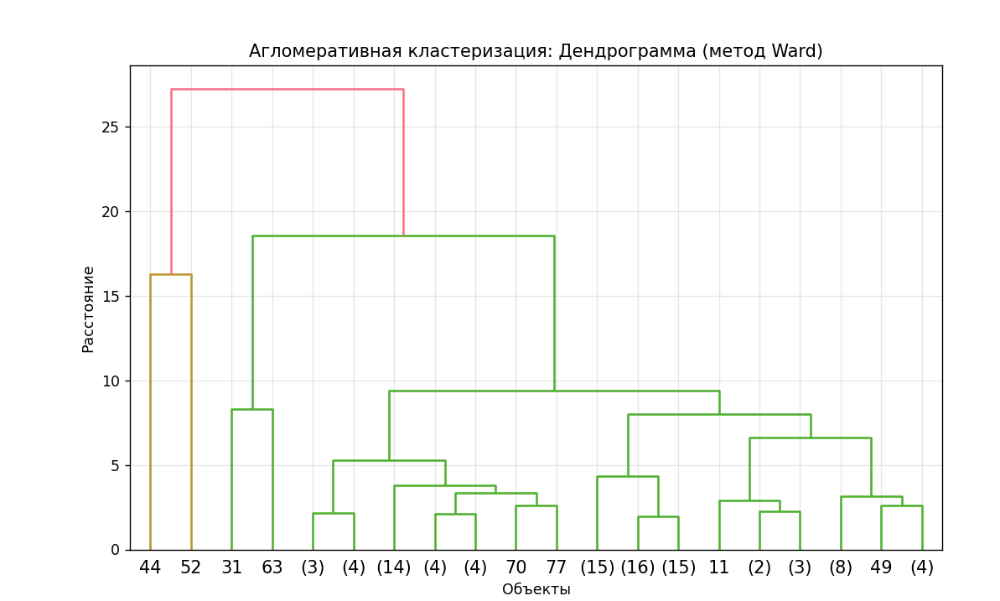 Агломеративная кластеризация: Дендрограмма (метод Ward)
25
20
15
10
5
0
Расстояние
44 52 31 63 (3) (4) (14) (4) (4) 70 77 (15) (16) (15) 11 (2) (3) (8) 49 (4)
Объекты